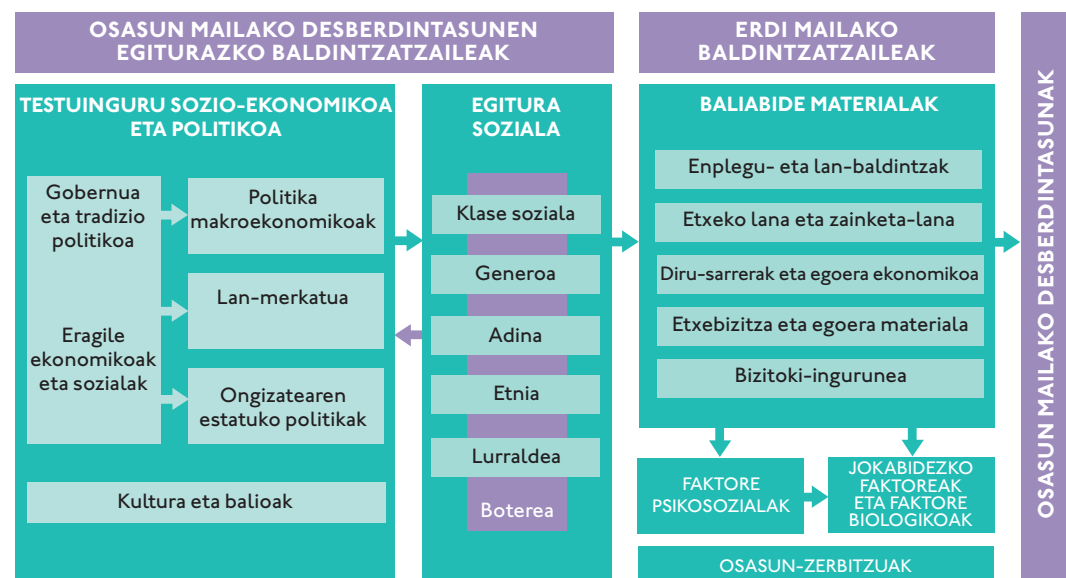 OSASUN MAILAKO DESBERDINTASUNEN
EGITURAZKO BALDINTZATZAILEAK
TESTUINGURU SOZIO-EKONOMIKOA
ETA POLITIKOA
Gobernua
eta tradizio
politikoa
Eragile
ekonomikoak
eta sozialak
Politika
makroekonomikoak
Lan-merkatua
Ongizatearen
estatuko politikak
Kultura eta balioak
EGITURA
SOZIALA
Klase soziala
Generoa
Adina
Etnia
Lurraldea
Boterea
ERDI MAILAKO
BALDINTZATZAILEAK
BALIABIDE MATERIALAK
Enplegu- eta lan-baldintzak
Etxeko lana eta zainketa-lana
Diru-sarrerak eta egoera ekonomikoa
Etxebizitza eta egoera materiala
Bizitoki-ingurunea
FAKTORE
PSIKOSOZIALAK
JOKABIDEZKO
FAKTOREAK
ETA FAKTORE
BIOLOGIKOAK
OSASUN-ZERBITZUAK
OSASUN MAILAKO DESBERDINTASUNAK